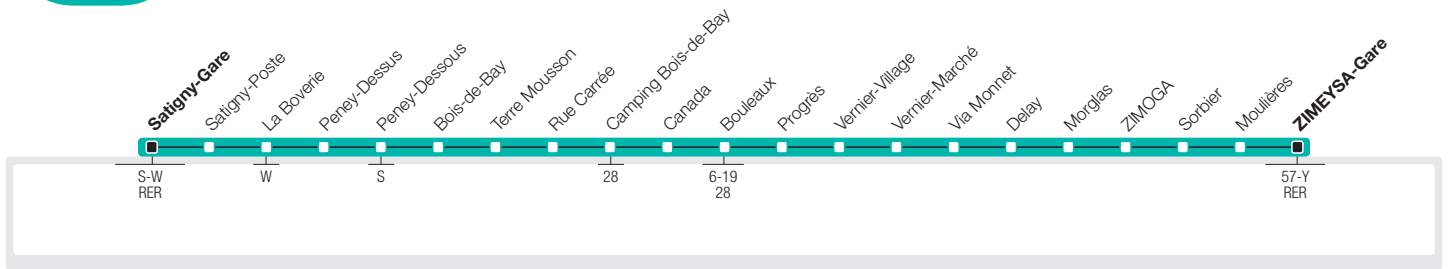 Satigny-Gare
Satigny-Poste
La Boverie
Peney-Dessus
Peney-Dessous
Bois-de-Bay
Terre Mousson
Rue Carrée
Camping Bois-de-Bay
Canada
Bouleaux
Progrès
Vernier-Village
Vernier-Marché
Via Monnet
Delay
Morglas
ZIMOGA
Sorbier
Moulières
ZIMEYSA-Gare
S-W
RER
W
S
28
6-19
28
57-Y
RER